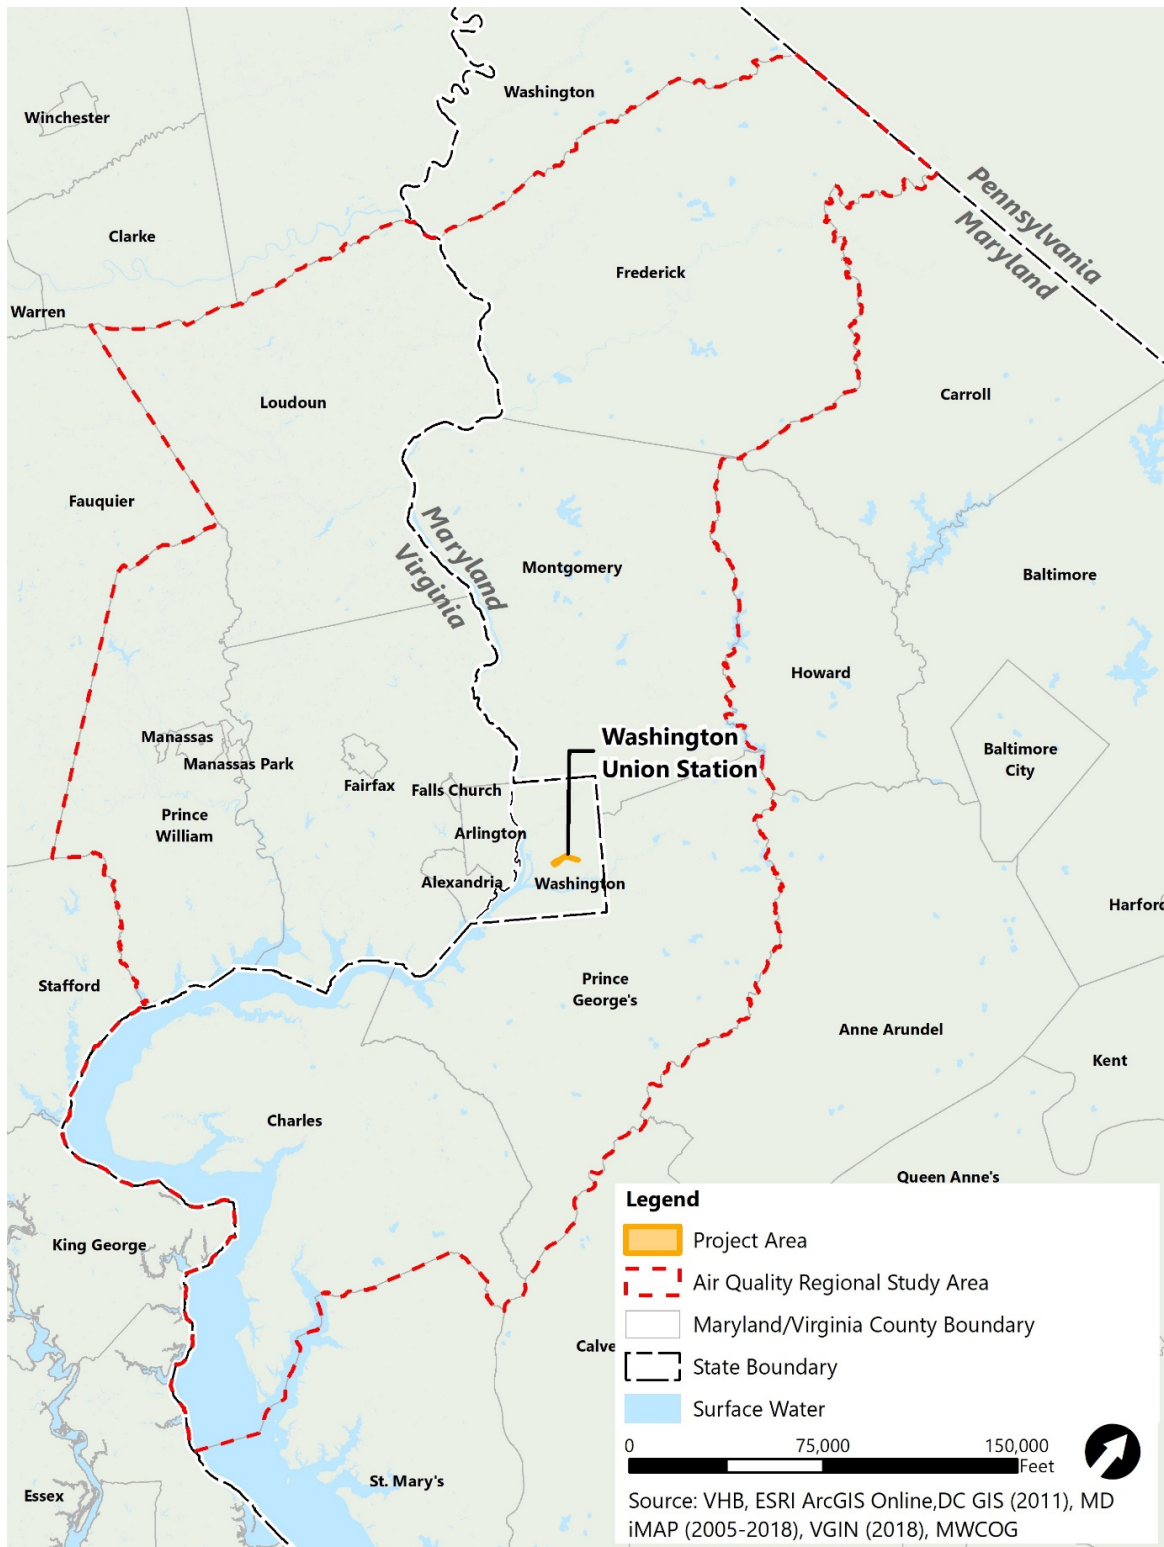 Washington
Winchester
Clarke
Pennsylvania
Maryland
Frederick
Warren
Loudoun
Carroll
Fauquier
Maryland
Virginia
Montgomery
Baltimore
Howard
Manassas
Manassas Park
Washington
Union Station
Baltimore
City
Fairfax
Falls Church
Prince
William
Arlington
Alexandria
Washington
Harford
Stafford
Prince
George's
Anne Arundel
Kent
Charles
Queen Anne's
King George
Calve
St. Mary's
Essex
Legend
Project Area
Air Quality Regional Study Area
Maryland/Virginia County Boundary
State Boundary
Surface Water
0 75,000 150,000
Feet
Source: VHB, ESRI ArcGIS Online,DC GIS (2011), MD
iMAP (2005-2018), VGIN (2018), MWCOG